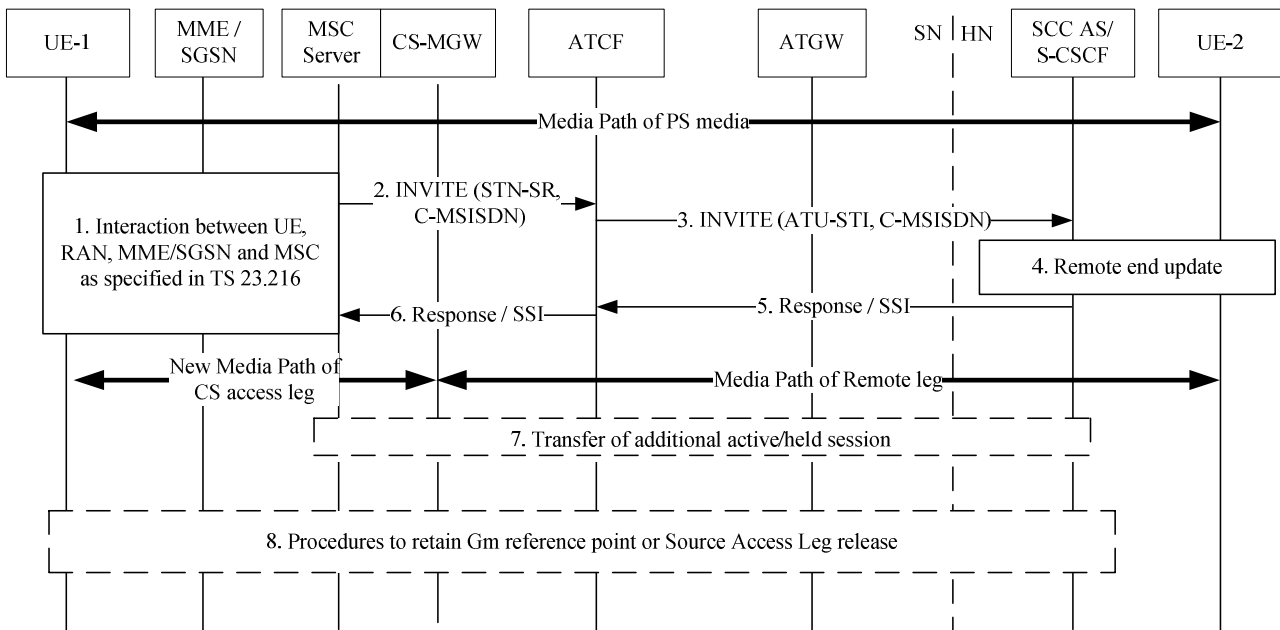 UE-1
MME /
SGSN
MSC
Server
CS-MGW
ATCF
ATGW
SN
HN
SCC AS/
S-CSCF
UE-2
Media Path of PS media
1. Interaction between UE,
RAN, MME/SGSN and MSC
as specified in TS 23.216
2. INVITE (STN-SR,
C-MSISDN)
3. INVITE (ATU-STI, C-MSISDN)
4. Remote end update
5. Response / SSI
6. Response / SSI
New Media Path of
CS access leg
Media Path of Remote leg
7. Transfer of additional active/held session
8. Procedures to retain Gm reference point or Source Access Leg release